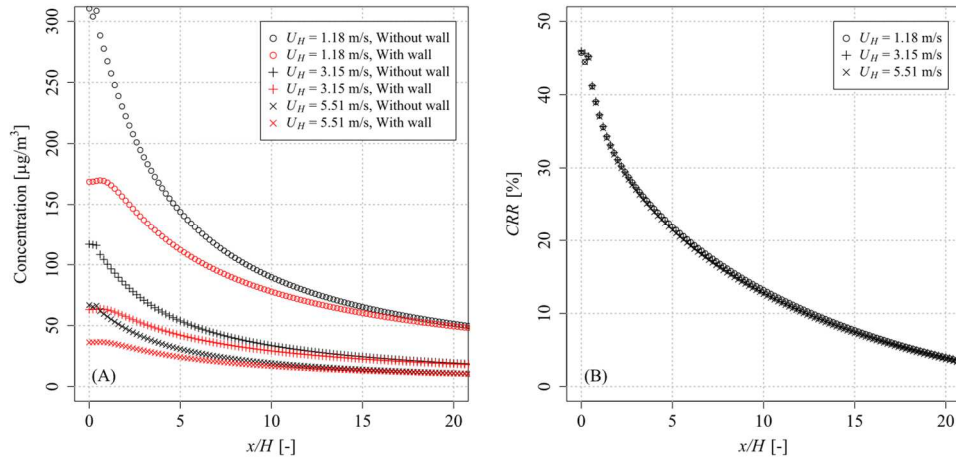 300
250
200
150
100
50
0
Concentration [µg/m³]
○ U_H = 1.18 m/s, Without wall
○ U_H = 1.18 m/s, With wall
+ U_H = 3.15 m/s, Without wall
+ U_H = 3.15 m/s, With wall
× U_H = 5.51 m/s, Without wall
× U_H = 5.51 m/s, With wall
(A)
0 5 10 15 20
x/H [-]
50
40
30
20
10
0
CRR [%]
○ U_H = 1.18 m/s
+ U_H = 3.15 m/s
× U_H = 5.51 m/s
(B)
0 5 10 15 20
x/H [-]